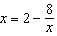 x = 2 − 8/x